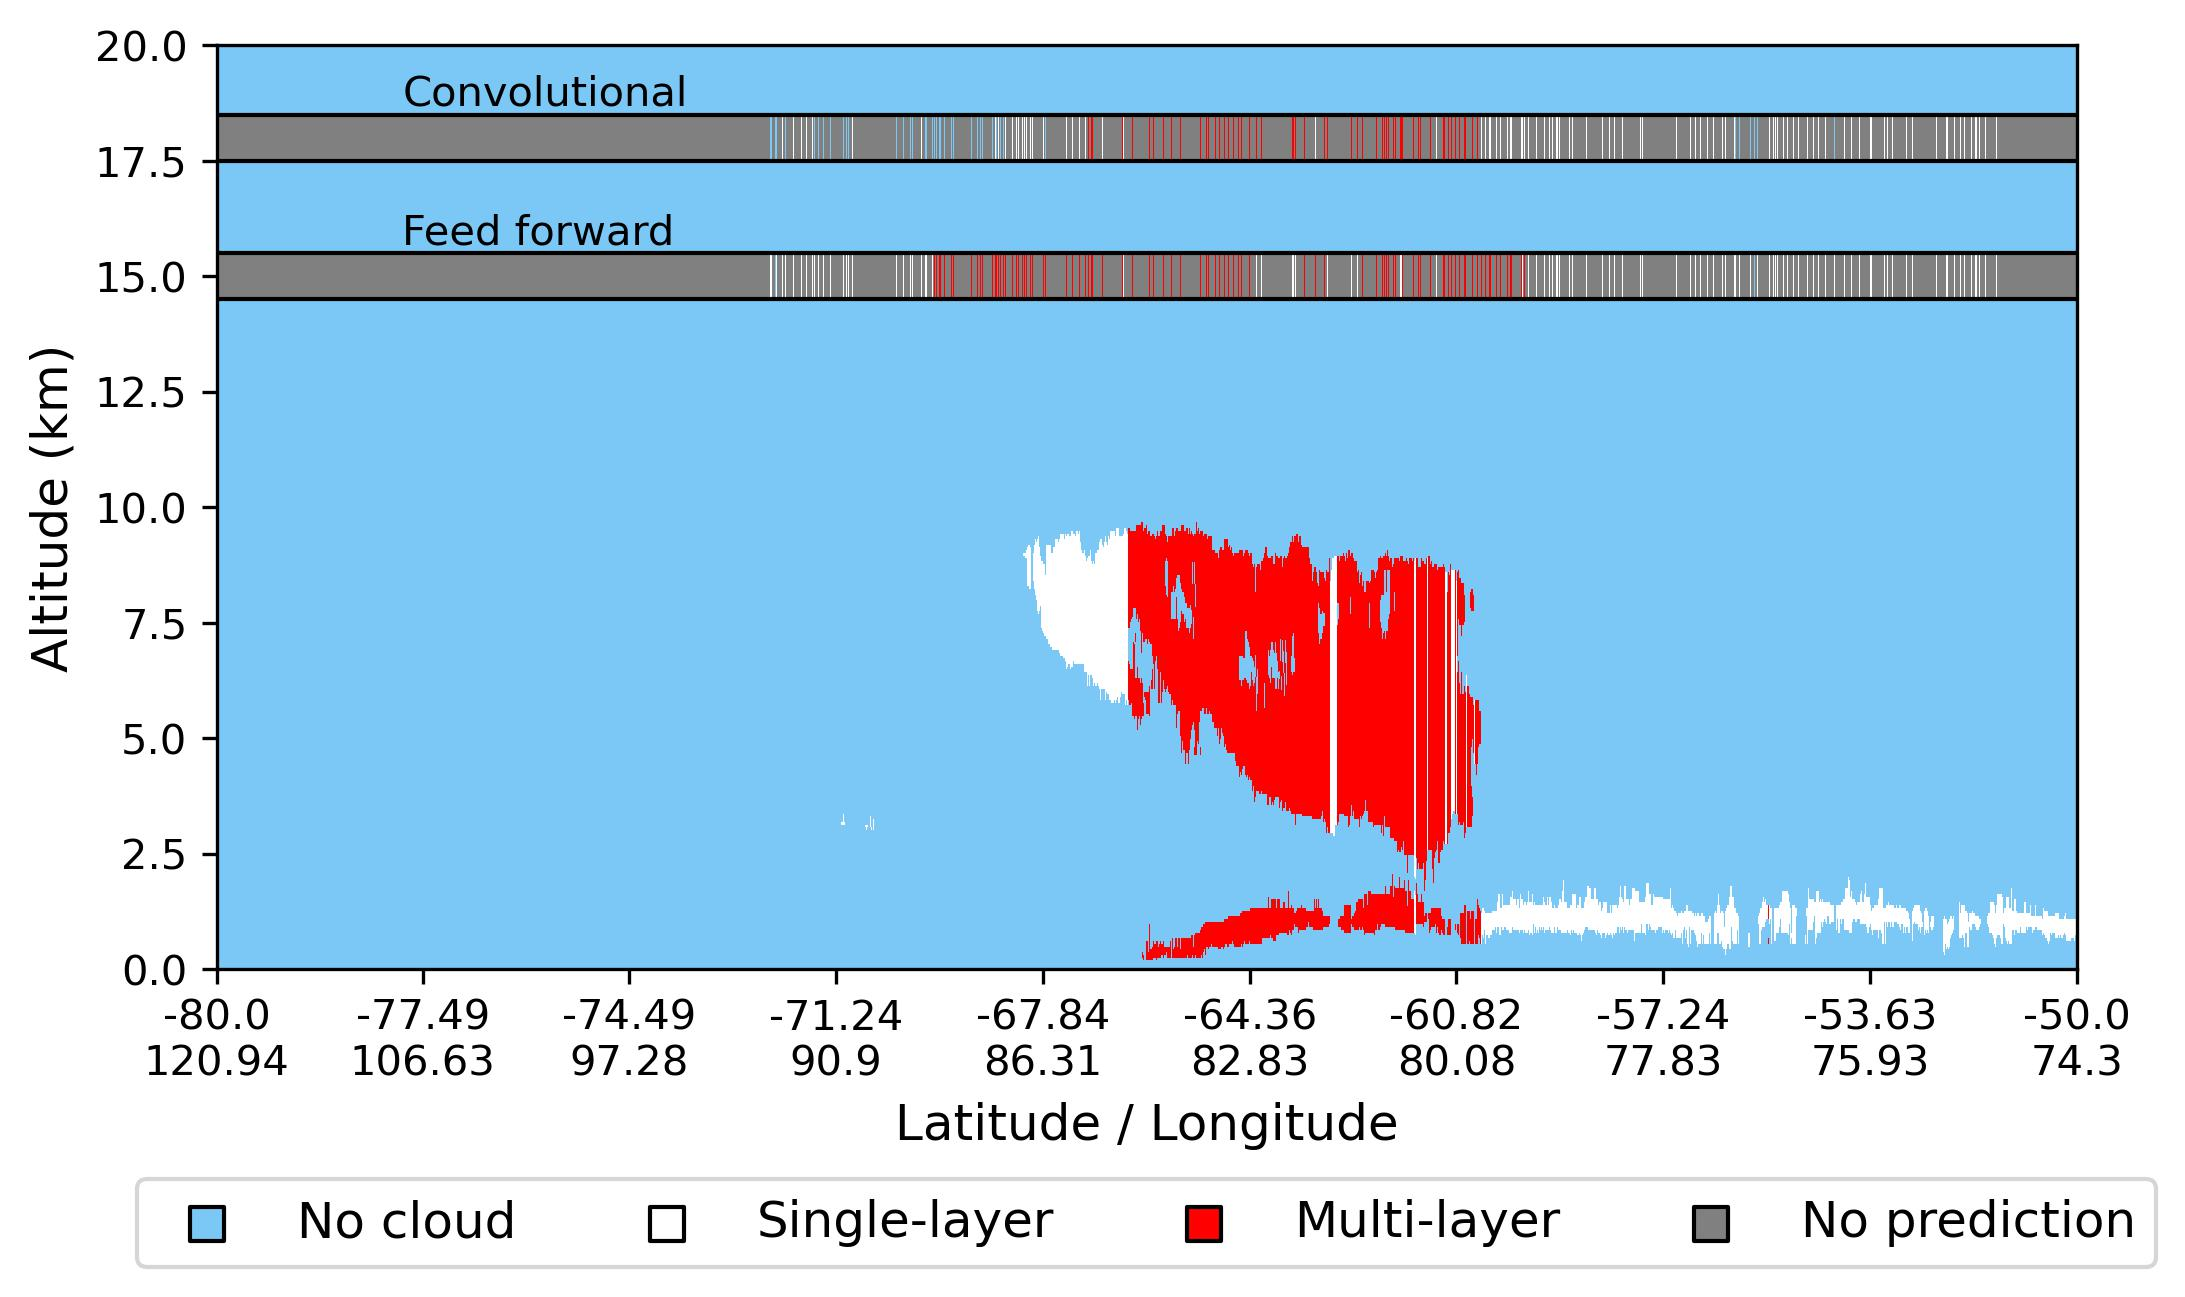 20.0
Convolutional
17.5
Feed forward
15.0
12.5
10.0
7.5
5.0
2.5
0.0
Altitude (km)
-80.0 -77.49 -74.49 -71.24 -67.84 -64.36 -60.82 -57.24 -53.63 -50.0
120.94 106.63 97.28 90.9 86.31 82.83 80.08 77.83 75.93 74.3
Latitude / Longitude
No cloud Single-layer Multi-layer No prediction